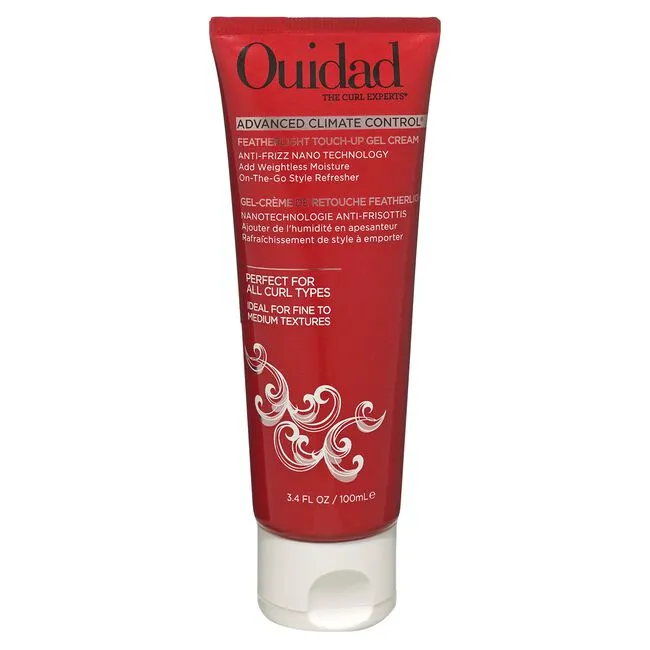 Ouidad
THE CURL EXPERTS®
ADVANCED CLIMATE CONTROL®
FEATHERLIGHT TOUCH-UP GEL CREAM
ANTI-FRIZZ NANO TECHNOLOGY
Add Weightless Moisture
On-The-Go Style Refresher
GEL-CRÈME DE RETOUCHE FEATHERLIG
NANOTECHNOLOGIE ANTI-FRISOTTIS
Ajouter de l'humidité en apesanteur
Rafraîchissement de style à emporter
PERFECT FOR
ALL CURL TYPES
IDEAL FOR FINE TO
MEDIUM TEXTURES
3.4 FL OZ / 100mL℮